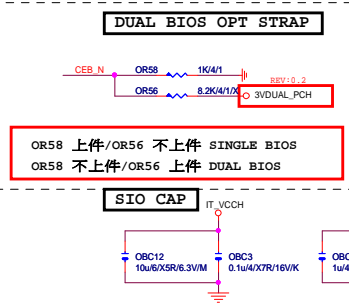 DUAL BIOS OPT STRAP
CEB_N
OR58
1K/4/1
REV:0.2
OR56
8.2K/4/1/X
3VDUAL_PCH
OR58 上件/OR56 不上件 SINGLE BIOS
OR58 不上件/OR56 上件 DUAL BIOS
SIO CAP
IT_VCCH
OBC12
10u/6/X5R/6.3V/M
OBC3
0.1u/4/X7R/16V/K
OBC
1u/4